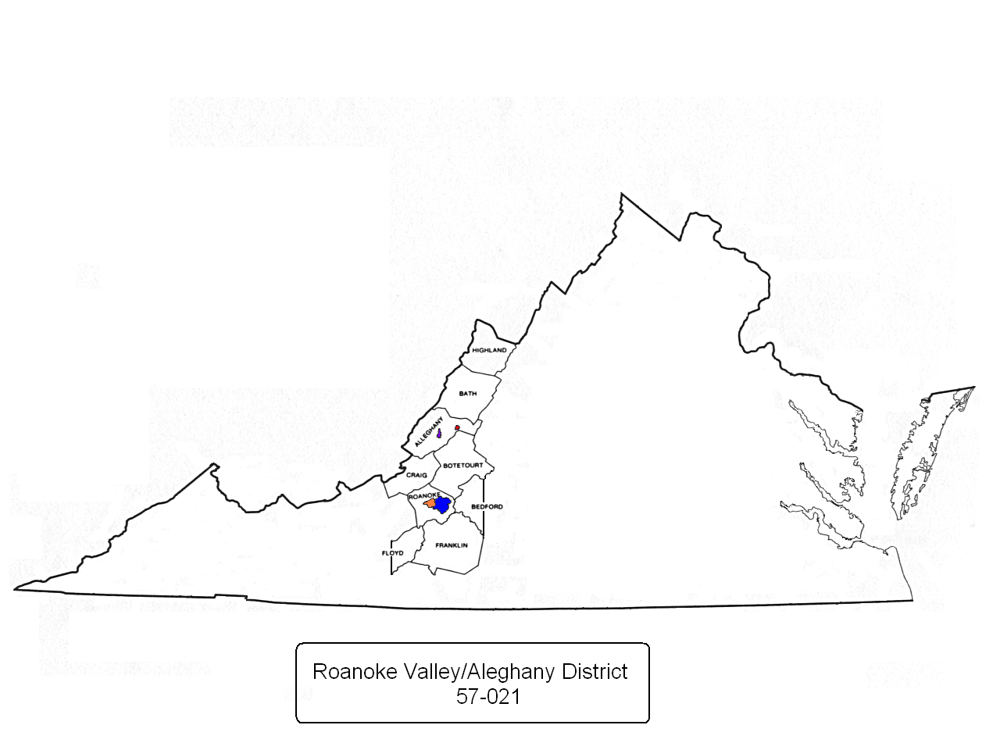 HIGHLAND
BATH
ALLEGHANY
BOTETOURT
CRAIG
ROANOKE
BEDFORD
FRANKLIN
FLOYD
Roanoke Valley/Aleghany District
57-021